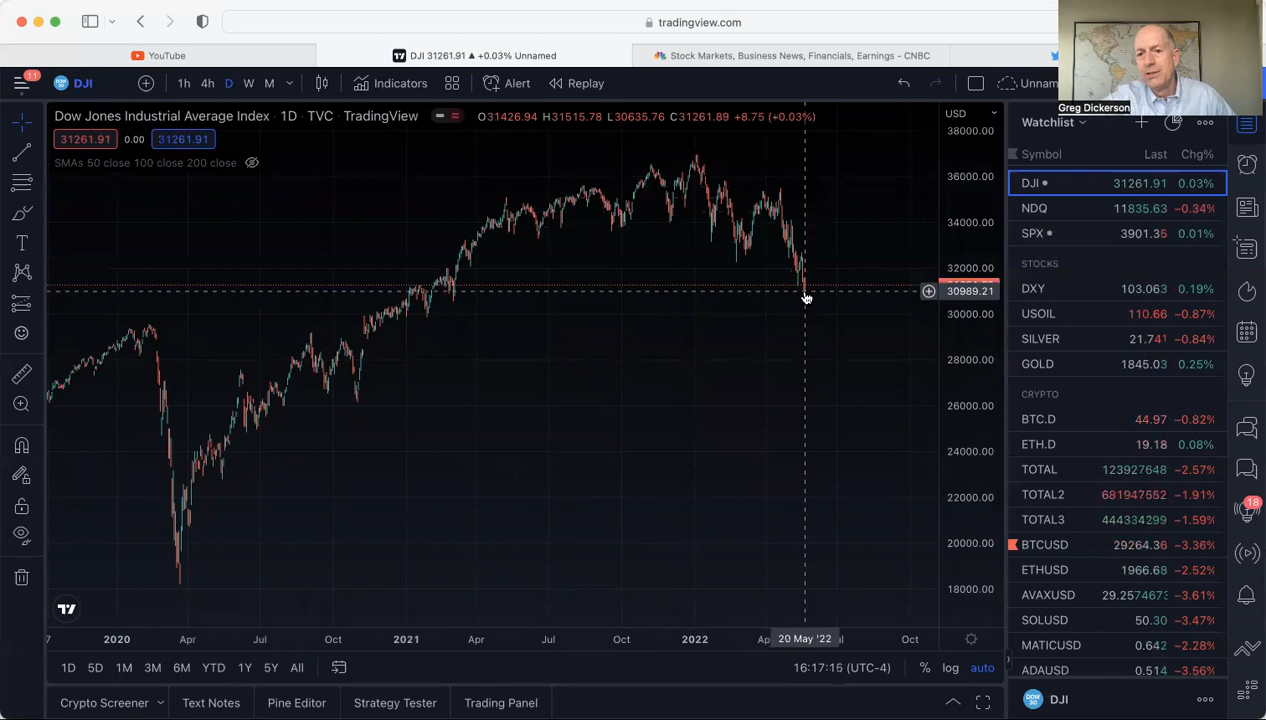 tradingview.com
YouTube
DJI 31261.91 ▲ +0.03% Unnamed
Stock Markets, Business News, Financials, Earnings - CNBC
Greg Dickerson
11
DJI
1h 4h D W M
Indicators
Alert
Replay
Unnam
Dow Jones Industrial Average Index · 1D · TVC · TradingView
O31426.94 H31515.78 L30635.76 C31261.89 +8.75 (+0.03%)
31261.91 0.00 31261.91
SMAs 50 close 100 close 200 close
USD
38000.00
36000.00
34000.00
32000.00
30989.21
30000.00
28000.00
26000.00
24000.00
22000.00
20000.00
18000.00
7 2020 Apr Jul Oct 2021 Apr Jul Oct 2022 Ap 20 May '22 ul Oct
1D 5D 1M 3M 6M YTD 1Y 5Y All
16:17:16 (UTC-4) % log auto
Crypto Screener Text Notes Pine Editor Strategy Tester Trading Panel
Watchlist
Symbol Last Chg%
DJI 31261.91 0.03%
NDQ 11835.63 −0.34%
SPX 3901.35 0.01%
STOCKS
DXY 103.063 0.19%
USOIL 110.66 −0.87%
SILVER 21.741 −0.84%
GOLD 1845.03 0.25%
CRYPTO
BTC.D 44.97 −0.82%
ETH.D 19.18 0.08%
TOTAL 123927648 −2.57%
TOTAL2 681947552 −1.91%
TOTAL3 444334299 −1.59%
BTCUSD 29264.36 −3.36%
ETHUSD 1966.68 −2.52%
AVAXUSD 29.2574673 −3.61%
SOLUSD 50.30 −3.47%
MATICUSD 0.642 −2.28%
ADAUSD 0.514 −3.56%
DOW 30 DJI
18